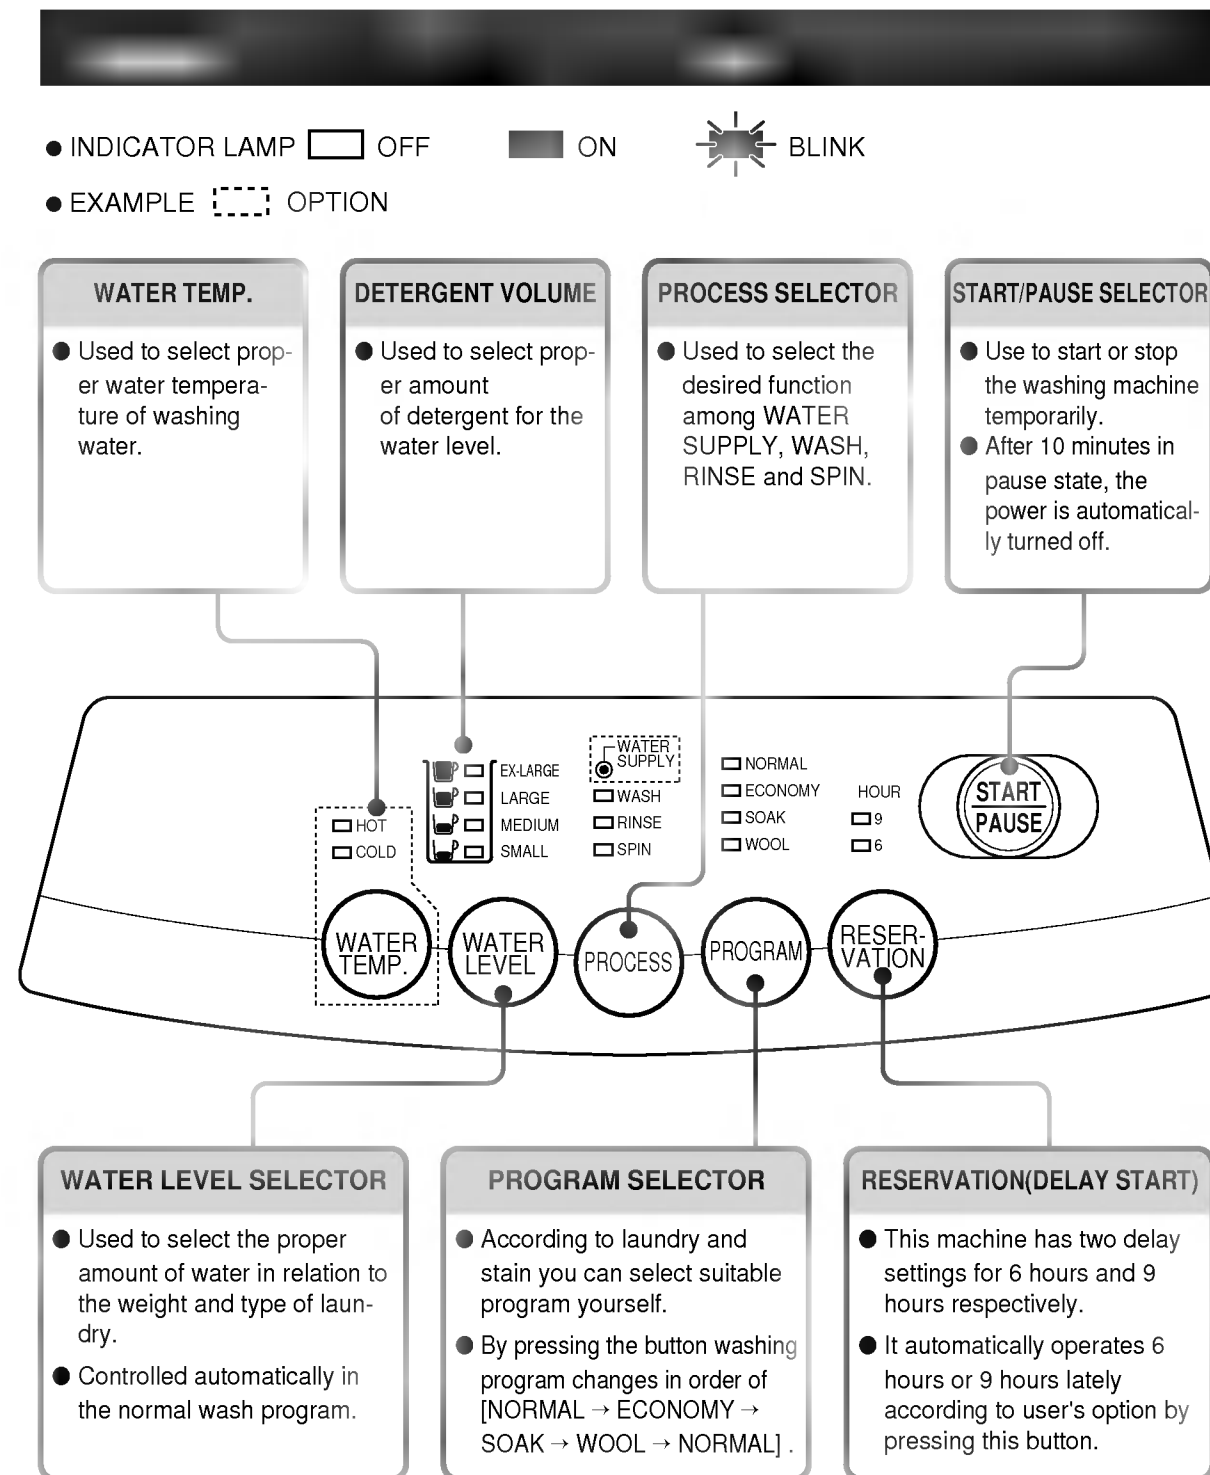 ● INDICATOR LAMP OFF ON BLINK
● EXAMPLE OPTION
WATER TEMP.
● Used to select prop-
er water tempera-
ture of washing
water.
DETERGENT VOLUME
● Used to select prop-
er amount
of detergent for the
water level.
PROCESS SELECTOR
● Used to select the
desired function
among WATER
SUPPLY, WASH,
RINSE and SPIN.
START/PAUSE SELECTOR
● Use to start or stop
the washing machine
temporarily.
● After 10 minutes in
pause state, the
power is automatical-
ly turned off.
HOT
COLD
EX-LARGE
LARGE
MEDIUM
SMALL
WATER
SUPPLY
WASH
RINSE
SPIN
NORMAL
ECONOMY
SOAK
WOOL
HOUR
9
6
START
PAUSE
WATER
TEMP.
WATER
LEVEL
PROCESS
PROGRAM
RESER-
VATION
WATER LEVEL SELECTOR
● Used to select the proper
amount of water in relation to
the weight and type of laun-
dry.
● Controlled automatically in
the normal wash program.
PROGRAM SELECTOR
● According to laundry and
stain you can select suitable
program yourself.
● By pressing the button washing
program changes in order of
[NORMAL → ECONOMY →
SOAK → WOOL → NORMAL] .
RESERVATION(DELAY START)
● This machine has two delay
settings for 6 hours and 9
hours respectively.
● It automatically operates 6
hours or 9 hours lately
according to user's option by
pressing this button.